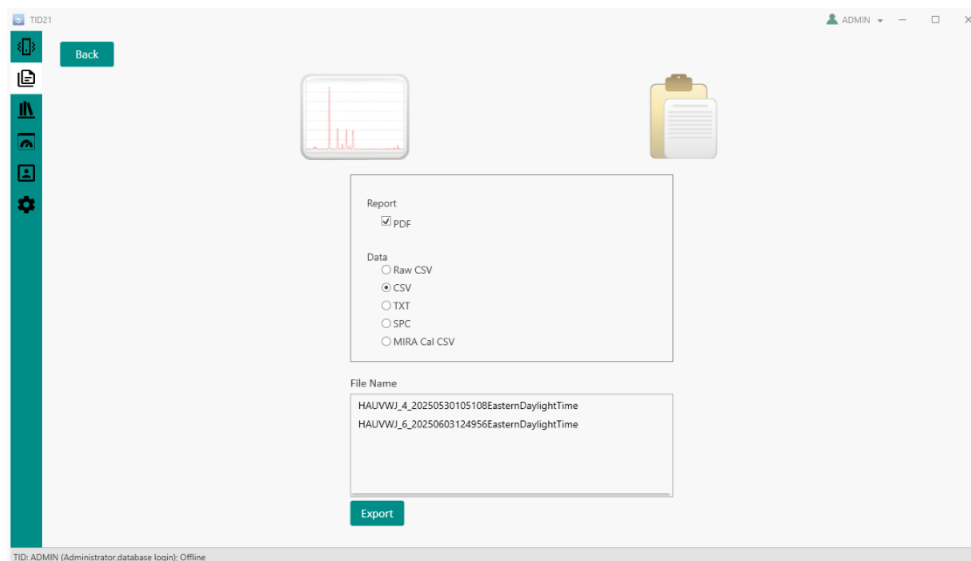 TID21
ADMIN
Back
Report
PDF
Data
Raw CSV
CSV
TXT
SPC
MIRA Cal CSV
File Name
HAUVWJ_4_20250530105108EasternDaylightTime
HAUVWJ_6_20250603124956EasternDaylightTime
Export
TID: ADMIN (Administrator,database login); Offline